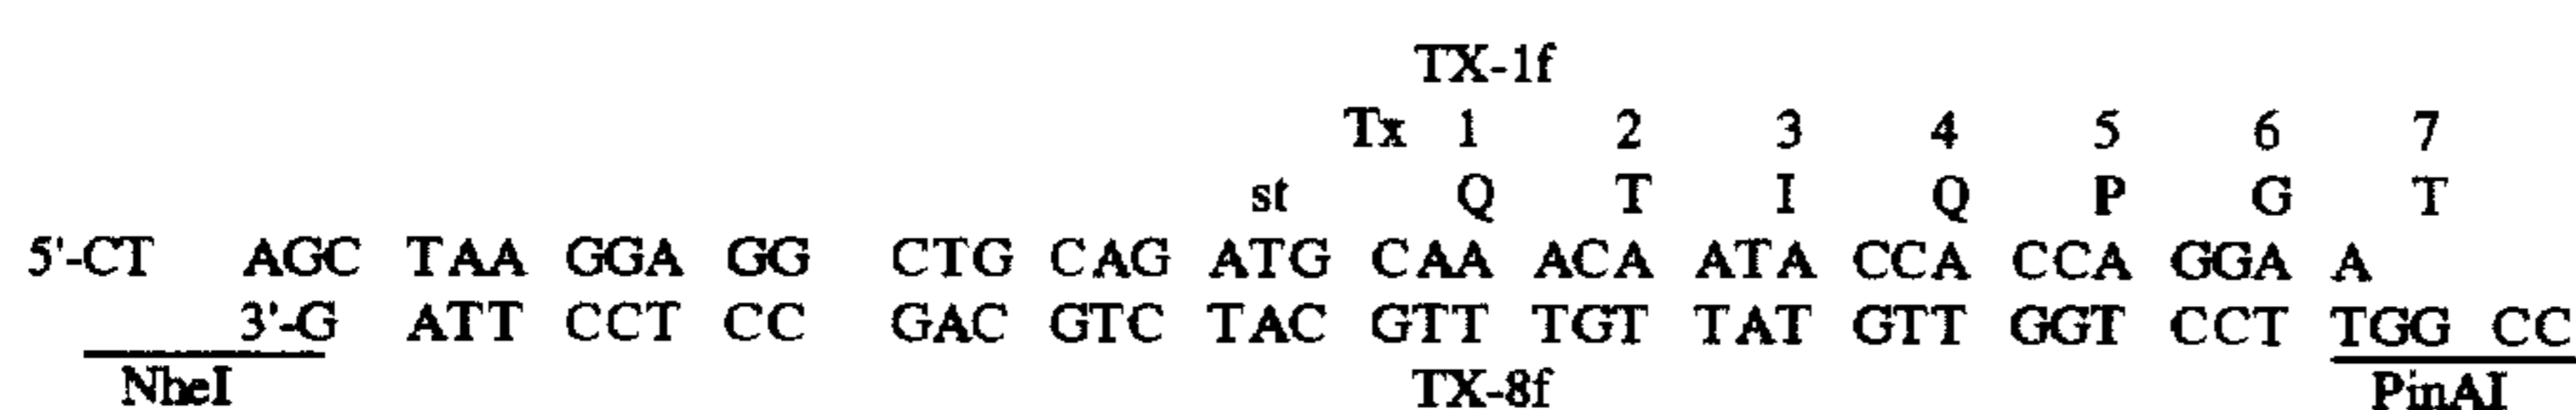 TX-1f
Tx 1 2 3 4 5 6 7
st Q T I Q P G T
5'-CT AGC TAA GGA GG CTG CAG ATG CAA ACA ATA CCA CCA GGA A
3'-G ATT CCT CC GAC GTC TAC GTT TGT TAT GTT GGT CCT TGG CC
NheI TX-8f PinAI